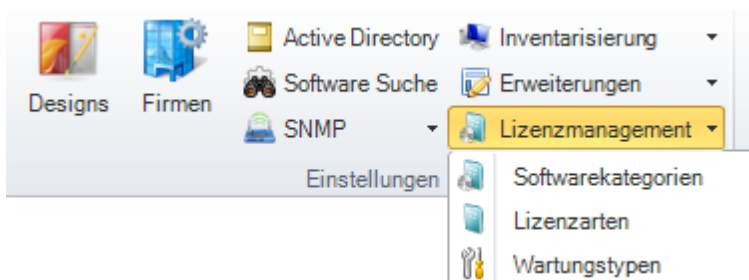 Designs
Firmen
Active Directory
Software Suche
SNMP
Inventarisierung
Erweiterungen
Lizenzmanagement
Einstellungen
Softwarekategorien
Lizenzarten
Wartungstypen